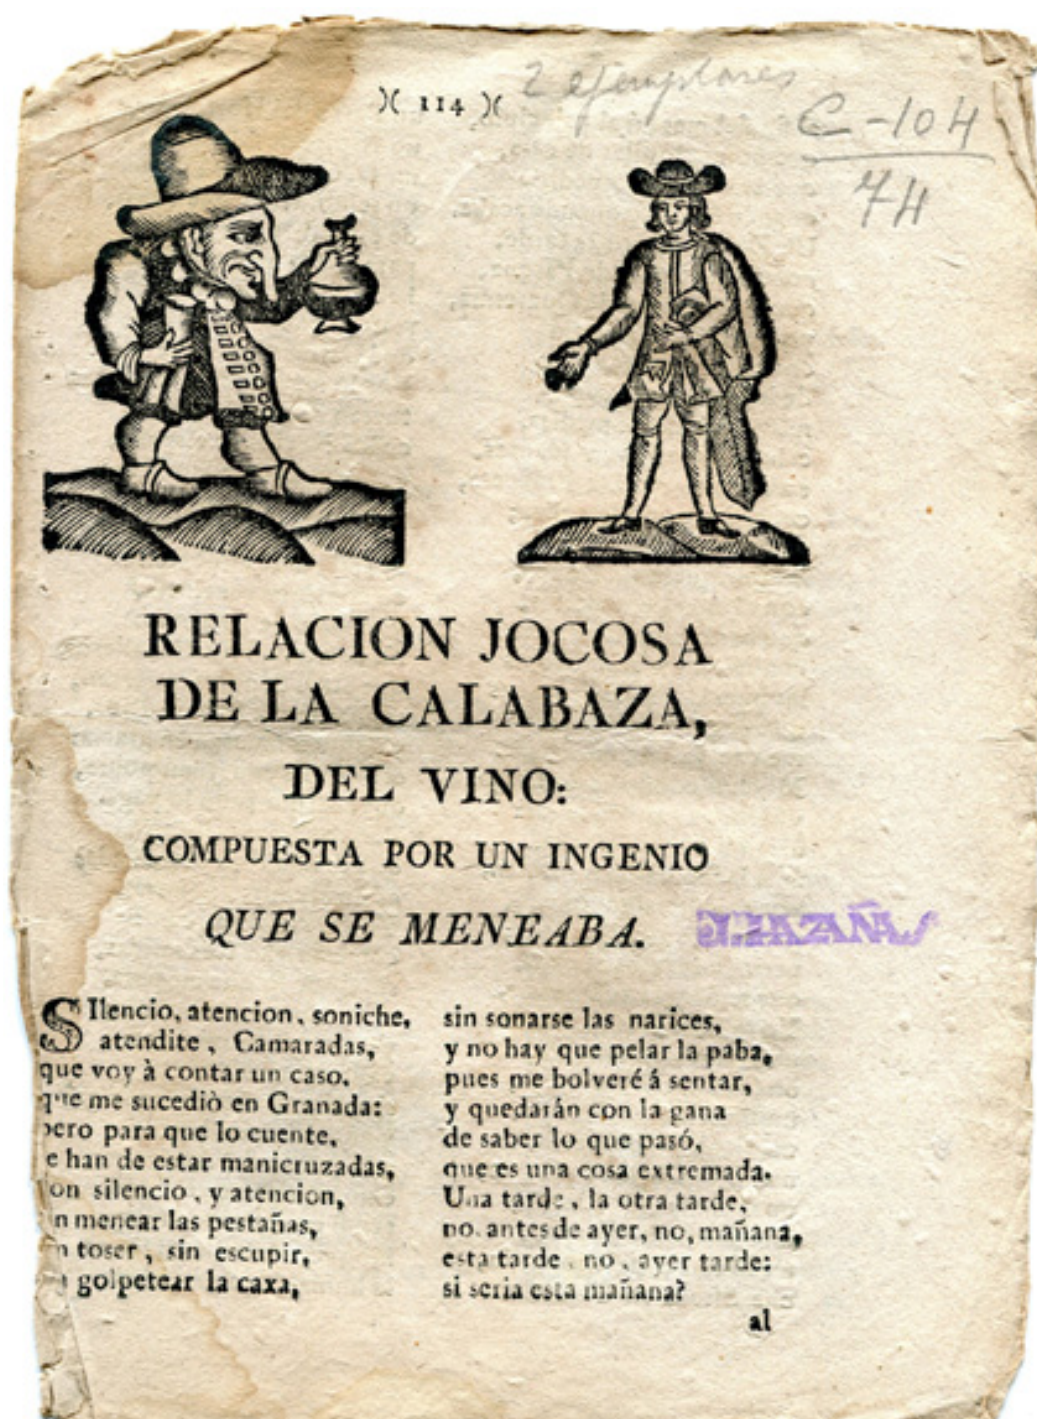 )( 114 )(
2 ejemplares
C-104
74
RELACION JOCOSA
DE LA CALABAZA,
DEL VINO:
COMPUESTA POR UN INGENIO
QUE SE MENEABA.
SIlencio, atencion, soniche,
atendite, Camaradas,
que voy à contar un caso,
que me sucediò en Granada:
pero para que lo cuente,
e han de estar manicruzadas,
on silencio, y atencion,
n menear las pestañas,
n toser, sin escupir,
golpetear la caxa,
sin sonarse las narices,
y no hay que pelar la paba,
pues me bolveré á sentar,
y quedarán con la gana
de saber lo que pasó,
que es una cosa extremada.
Una tarde, la otra tarde,
no, antes de ayer, no, mañana,
esta tarde, no, ayer tarde:
si seria esta mañana?
al